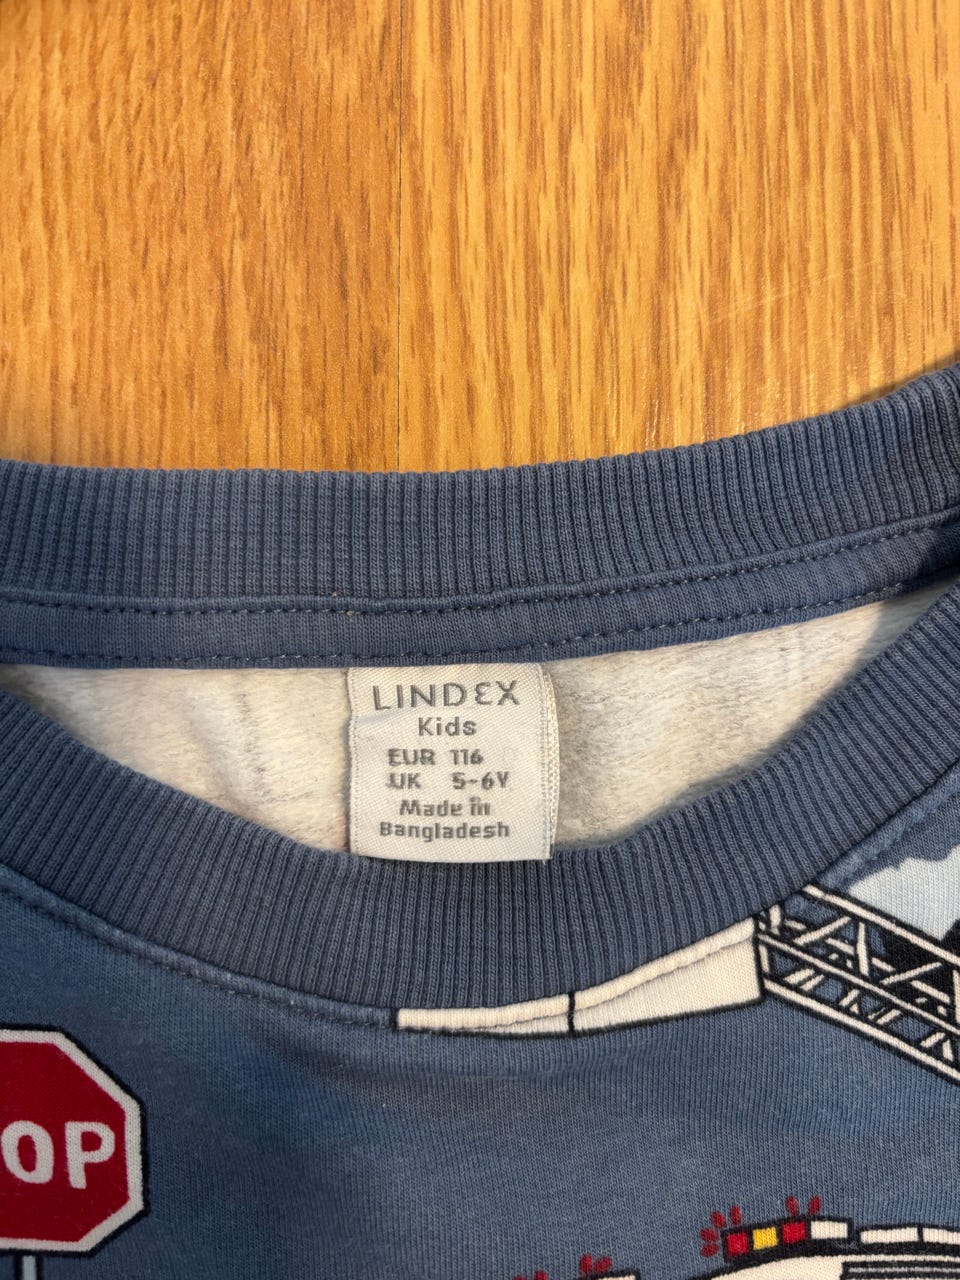 LINDEX
Kids
EUR 116
UK 5-6Y
Made in
Bangladesh
OP